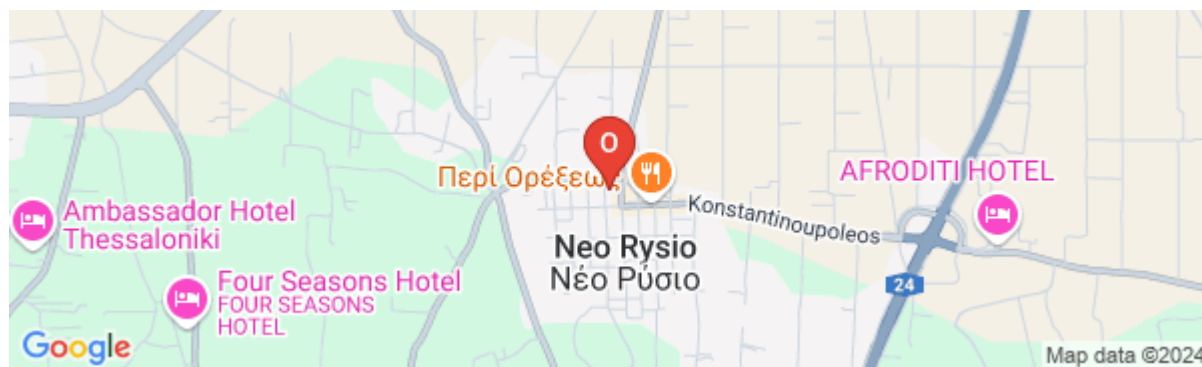 O
Περί Ορέξεως
AFRODITI HOTEL
Konstantinoupoleos
Ambassador Hotel
Thessaloniki
Neo Rysio
Νέο Ρύσιο
Four Seasons Hotel
FOUR SEASONS
HOTEL
24
Google
Map data ©2024